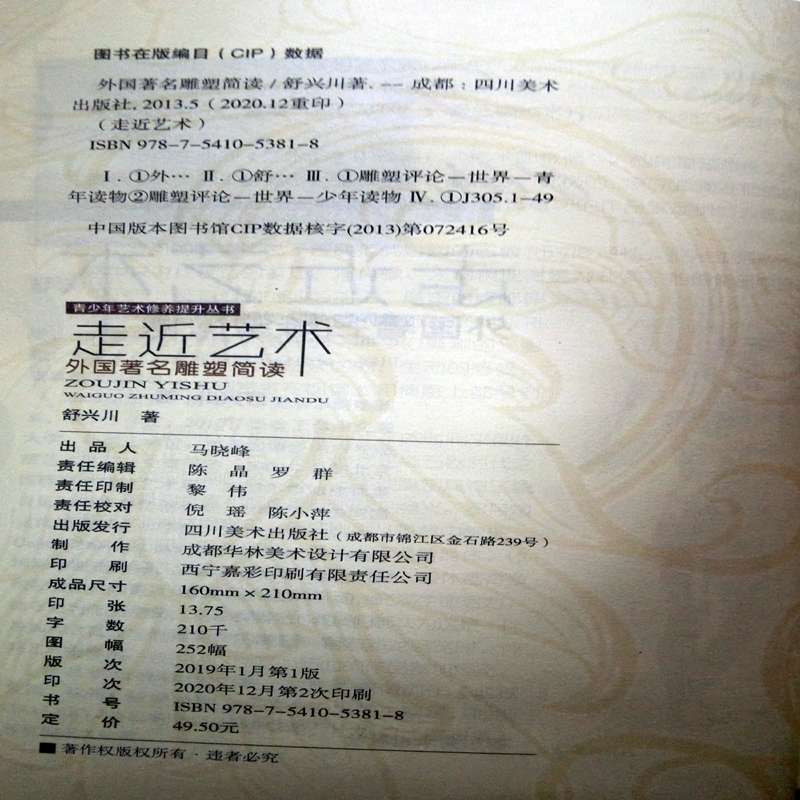 图书在版编目（CIP）数据
外国著名雕塑简读 / 舒兴川著. -- 成都：四川美术
出版社, 2013.5（2020.12重印）
（走近艺术）
ISBN 978-7-5410-5381-8
Ⅰ. ①外… Ⅱ. ①舒… Ⅲ. ①雕塑评论－世界－青
年读物②雕塑评论－世界－少年读物 Ⅳ. ①J305.1-49
中国版本图书馆CIP数据核字(2013)第072416号
青少年艺术修养提升丛书
走近艺术
外国著名雕塑简读
ZOUJIN YISHU
WAIGUO ZHUMING DIAOSU JIANDU
舒兴川 著
出品人 马晓峰
责任编辑 陈 晶 罗 群
责任印制 黎 伟
责任校对 倪 瑶 陈小萍
出版发行 四川美术出版社（成都市锦江区金石路239号）
制 作 成都华林美术设计有限公司
印 刷 西宁嘉彩印刷有限责任公司
成品尺寸 160mm × 210mm
印 张 13.75
字 数 210千
图 幅 252幅
版 次 2019年1月第1版
印 次 2020年12月第2次印刷
书 号 ISBN 978-7-5410-5381-8
定 价 49.50元
■ 著作权版权所有·违者必究